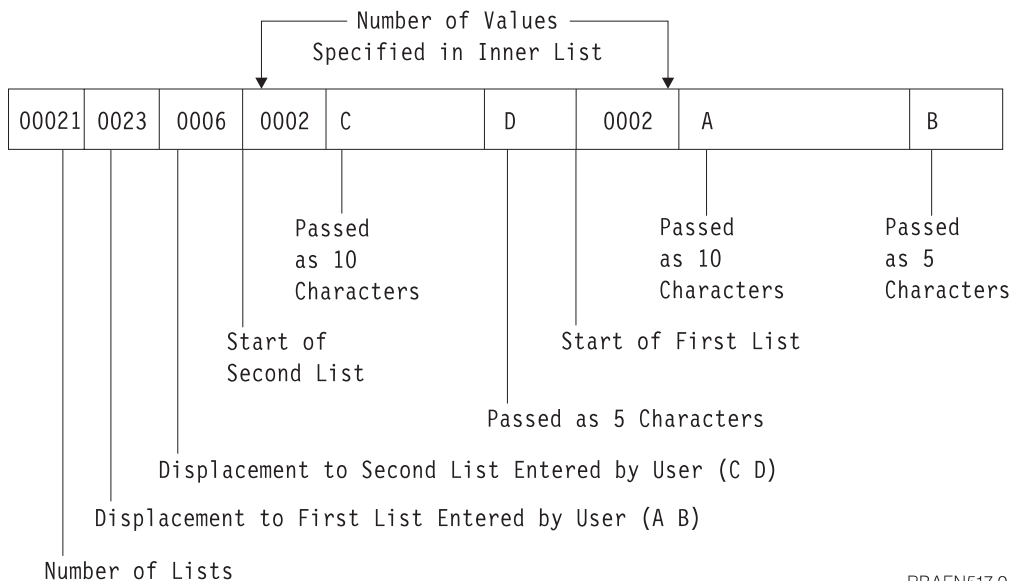 Number of Values
Specified in Inner List
00021 0023 0006 0002 C D 0002 A B
Passed
as 10
Characters
Passed
as 10
Characters
Passed
as 5
Characters
Start of
Second List
Start of First List
Passed as 5 Characters
Displacement to Second List Entered by User (C D)
Displacement to First List Entered by User (A B)
Number of Lists